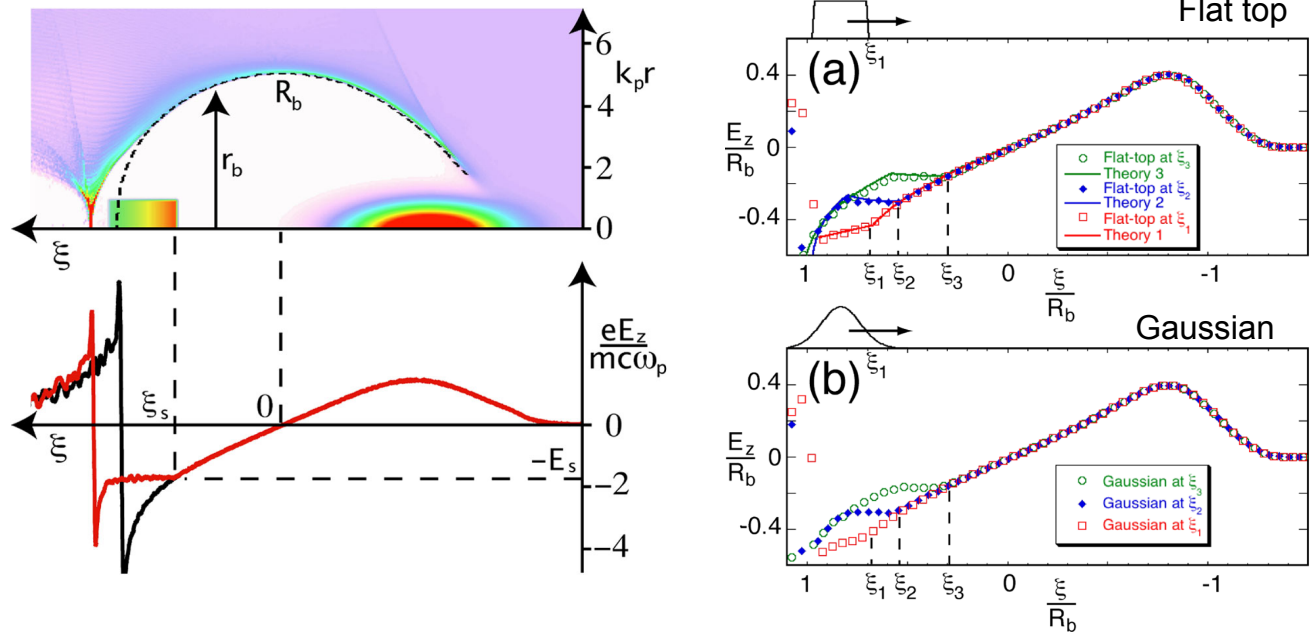 6
k_p r
4
2
0
R_b
r_b
ξ
eE_z
mcω_p
ξ_s
0
0
ξ
−E_s
−2
−4
Flat top
ξ_1
(a)
0.4
E_z
R_b
0
-0.4
Flat-top at ξ_3
Theory 3
Flat-top at ξ_2
Theory 2
Flat-top at ξ_1
Theory 1
1 ξ_1 ξ_2 ξ_3 0 -1
ξ
R_b
Gaussian
ξ_1
(b)
0.4
E_z
R_b
0
-0.4
Gaussian at ξ_3
Gaussian at ξ_2
Gaussian at ξ_1
1 ξ_1 ξ_2 ξ_3 0 -1
ξ
R_b